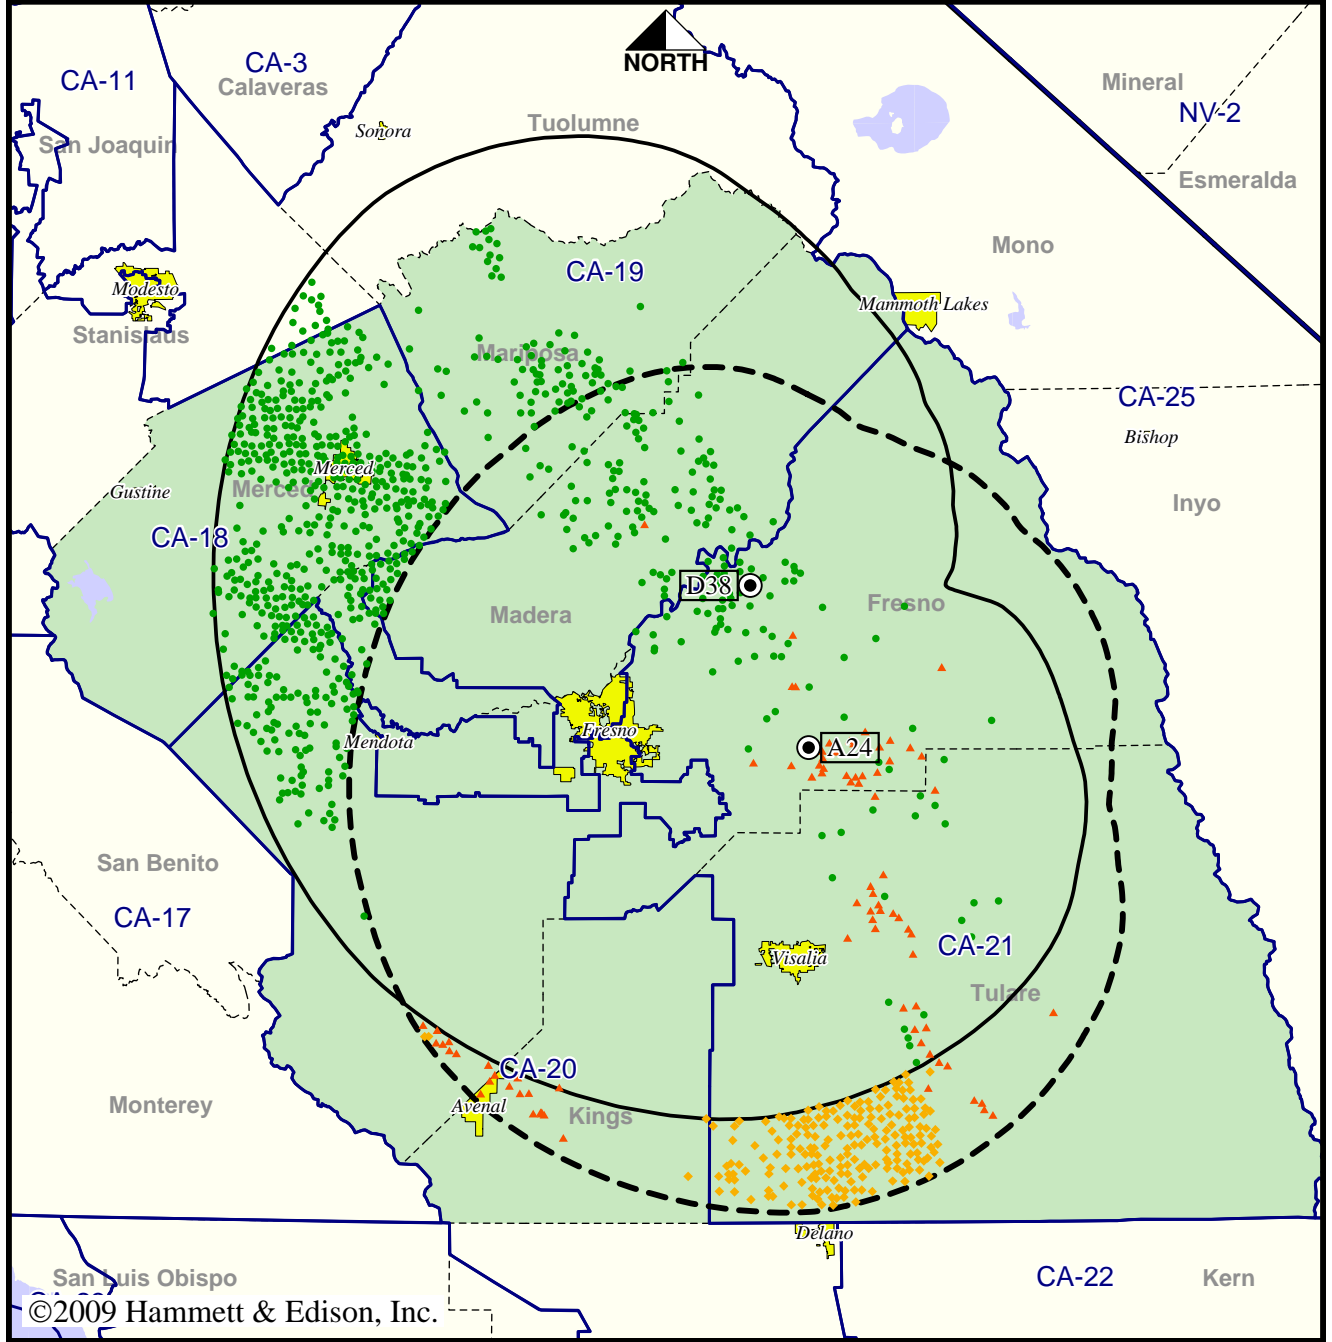 NORTH
CA-3
Calaveras
CA-11
Mineral
NV-2
Tuolumne
Sonora
San Joaquin
Esmeralda
Mono
CA-19
Modesto
Mammoth Lakes
Stanislaus
Mariposa
CA-25
Bishop
Merced
Gustine
Merced
Inyo
CA-18
D38
Fresno
Madera
Fresno
Mendota
A24
San Benito
CA-17
CA-21
Visalia
Tulare
CA-20
Monterey
Avenal
Kings
Delano
San Luis Obispo
CA-22
Kern
©2009 Hammett & Edison, Inc.